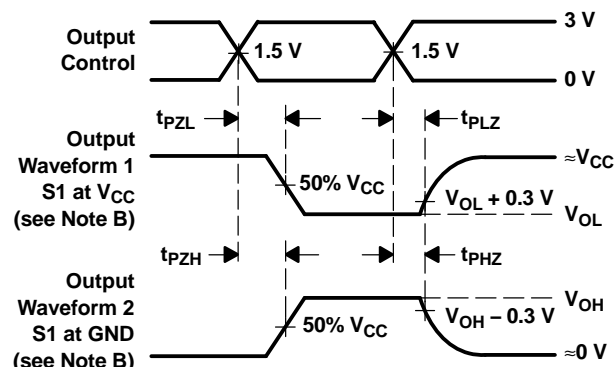 Output
Control
1.5 V
1.5 V
3 V
0 V
tPZL
tPLZ
Output
Waveform 1
S1 at VCC
(see Note B)
50% VCC
≈VCC
VOL + 0.3 V
VOL
tPZH
tPHZ
Output
Waveform 2
S1 at GND
(see Note B)
50% VCC
VOH
VOH – 0.3 V
≈0 V